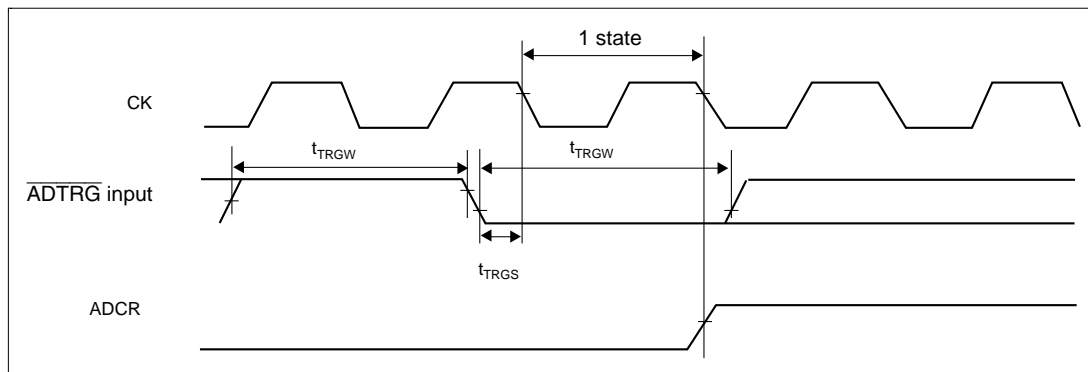 1 state
CK
tTRGW
tTRGW
ADTRG input
tTRGS
ADCR